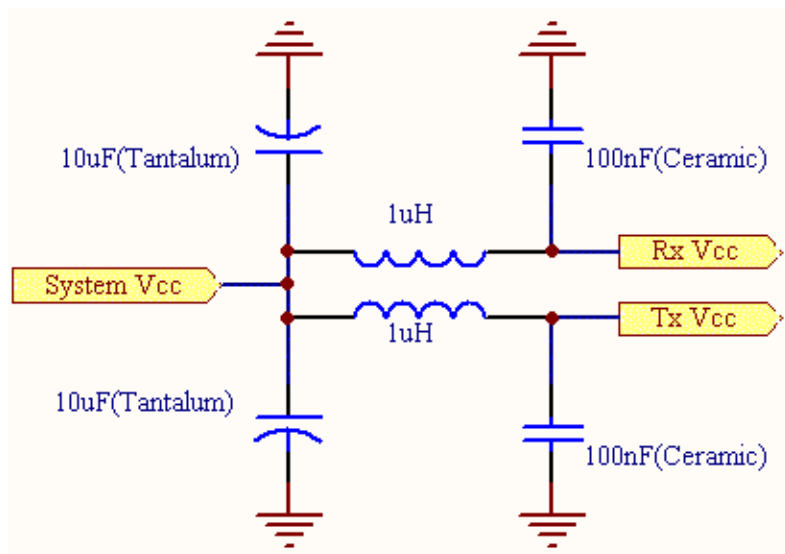 10uF(Tantalum)
100nF(Ceramic)
1uH
Rx Vcc
System Vcc
Tx Vcc
1uH
10uF(Tantalum)
100nF(Ceramic)